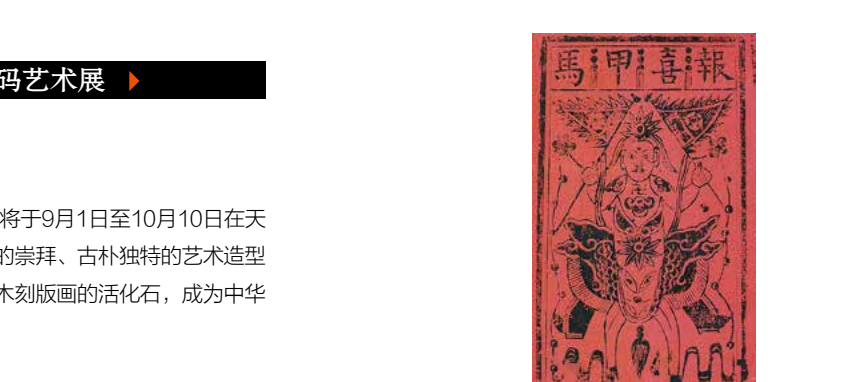 码艺术展
将于9月1日至10月10日在天
的崇拜、古朴独特的艺术造型
木刻版画的活化石，成为中华
馬甲喜報